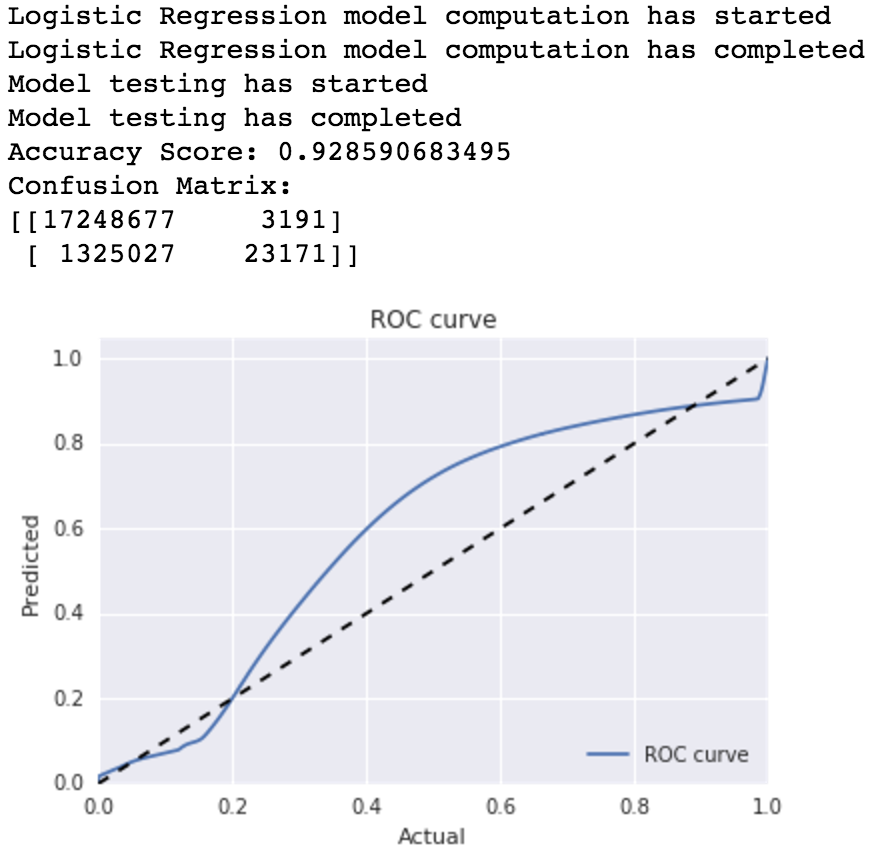 Logistic Regression model computation has started
Logistic Regression model computation has completed
Model testing has started
Model testing has completed
Accuracy Score: 0.928590683495
Confusion Matrix:
[[17248677     3191]
 [ 1325027    23171]]
ROC curve
1.0
0.8
0.6
0.4
0.2
0.0
Predicted
ROC curve
0.0 0.2 0.4 0.6 0.8 1.0
Actual